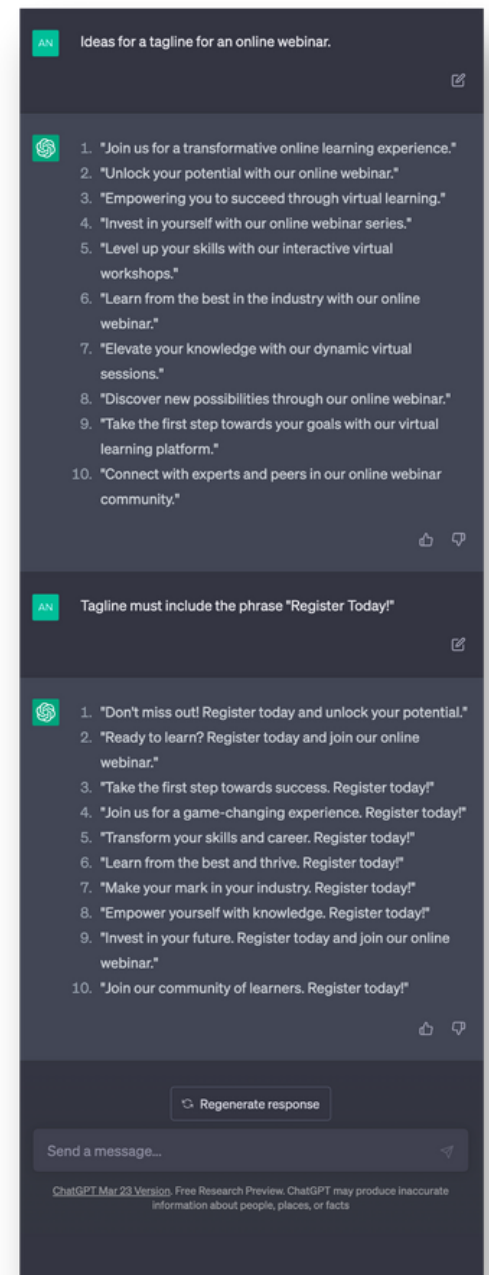 AN
Ideas for a tagline for an online webinar.
1. "Join us for a transformative online learning experience."
2. "Unlock your potential with our online webinar."
3. "Empowering you to succeed through virtual learning."
4. "Invest in yourself with our online webinar series."
5. "Level up your skills with our interactive virtual
workshops."
6. "Learn from the best in the industry with our online
webinar."
7. "Elevate your knowledge with our dynamic virtual
sessions."
8. "Discover new possibilities through our online webinar."
9. "Take the first step towards your goals with our virtual
learning platform."
10. "Connect with experts and peers in our online webinar
community."
AN
Tagline must include the phrase "Register Today!"
1. "Don't miss out! Register today and unlock your potential."
2. "Ready to learn? Register today and join our online
webinar."
3. "Take the first step towards success. Register today!"
4. "Join us for a game-changing experience. Register today!"
5. "Transform your skills and career. Register today!"
6. "Learn from the best and thrive. Register today!"
7. "Make your mark in your industry. Register today!"
8. "Empower yourself with knowledge. Register today!"
9. "Invest in your future. Register today and join our online
webinar."
10. "Join our community of learners. Register today!"
Regenerate response
Send a message...
ChatGPT Mar 23 Version. Free Research Preview. ChatGPT may produce inaccurate
information about people, places, or facts